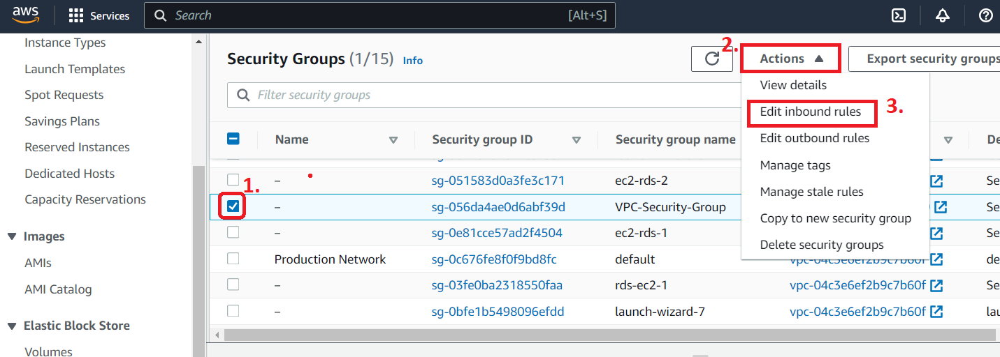 aws Services Search [Alt+S]
Instance Types
Launch Templates
Spot Requests
Savings Plans
Reserved Instances
Dedicated Hosts
Capacity Reservations
Images
AMIs
AMI Catalog
Elastic Block Store
Volumes
Security Groups (1/15) Info
2.
Actions
Export security groups
Filter security groups
View details
Edit inbound rules
3.
Edit outbound rules
Manage tags
Manage stale rules
Copy to new security group
Delete security groups
Name Security group ID Security group name De
– sg-051583d0a3fe3c171 ec2-rds-2 Se
1.
– sg-056da4ae0d6abf39d VPC-Security-Group Se
– sg-0e81cce57ad2f4504 ec2-rds-1 Se
Production Network sg-0c676fe8f0f9bd8fc default vpc-04c3e6ef2b9c7b60f de
– sg-03fe0ba2318550faa rds-ec2-1 vpc-04c3e6ef2b9c7b60f Se
– sg-0bfe1b5498096efdd launch-wizard-7 vpc-04c3e6ef2b9c7b60f lau